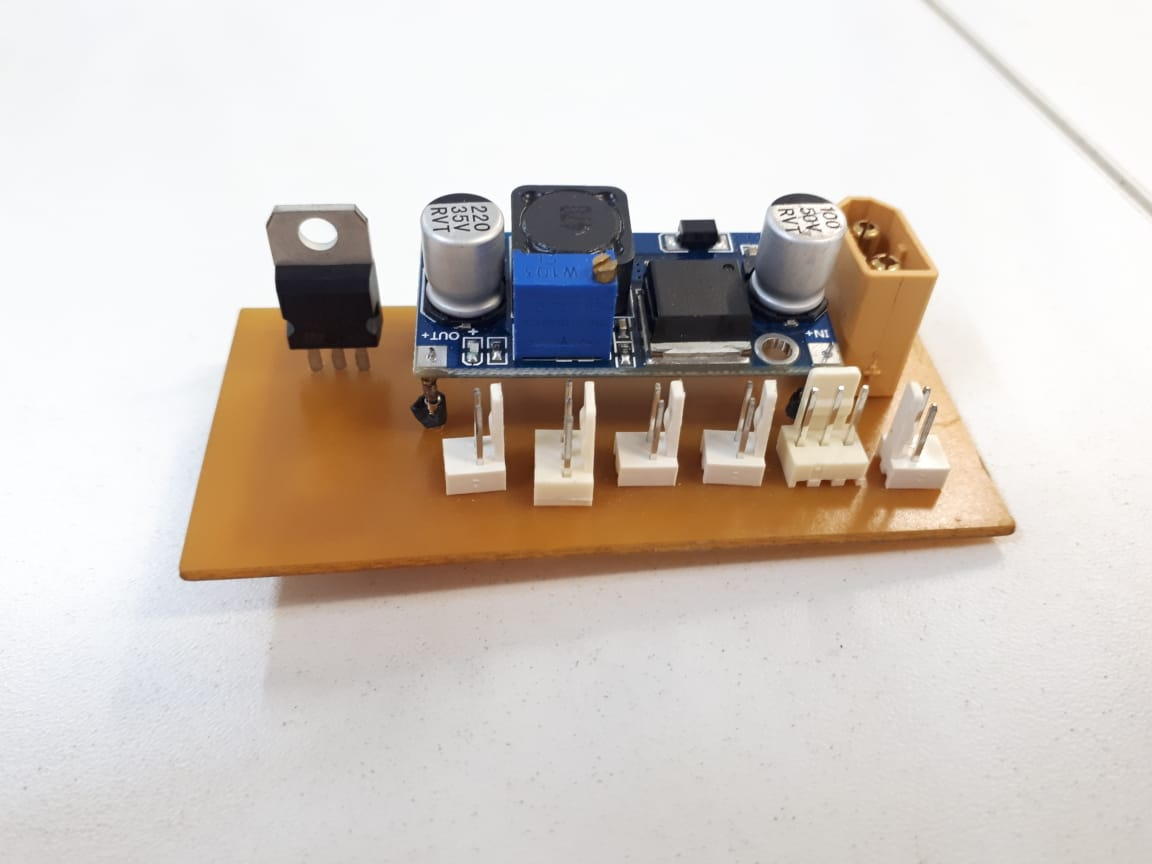 220
35V
RVT
100
50V
RVT
W103
OUT+
IN+